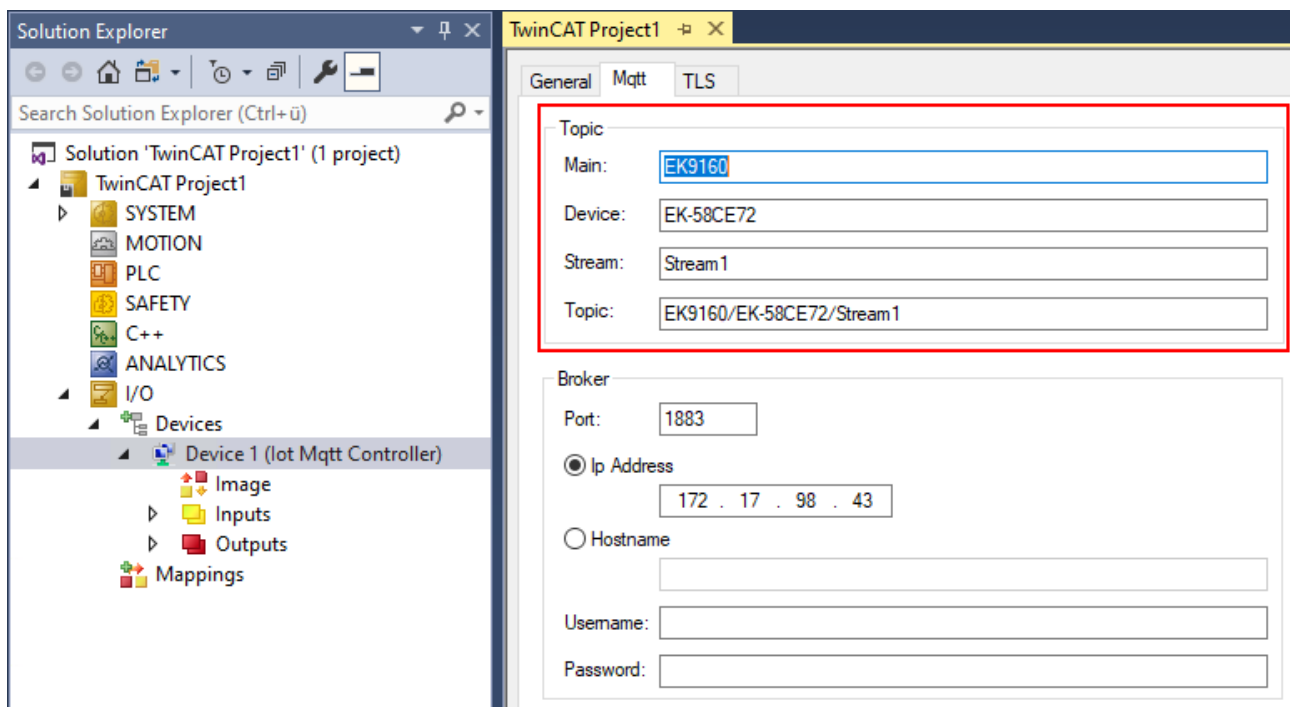 Solution Explorer
Search Solution Explorer (Ctrl+ü)
Solution 'TwinCAT Project1' (1 project)
TwinCAT Project1
SYSTEM
MOTION
PLC
SAFETY
C++
ANALYTICS
I/O
Devices
Device 1 (Iot Mqtt Controller)
Image
Inputs
Outputs
Mappings
TwinCAT Project1
General Mqtt TLS
Topic
Main: EK9160
Device: EK-58CE72
Stream: Stream1
Topic: EK9160/EK-58CE72/Stream1
Broker
Port: 1883
Ip Address
172 . 17 . 98 . 43
Hostname
Username:
Password: